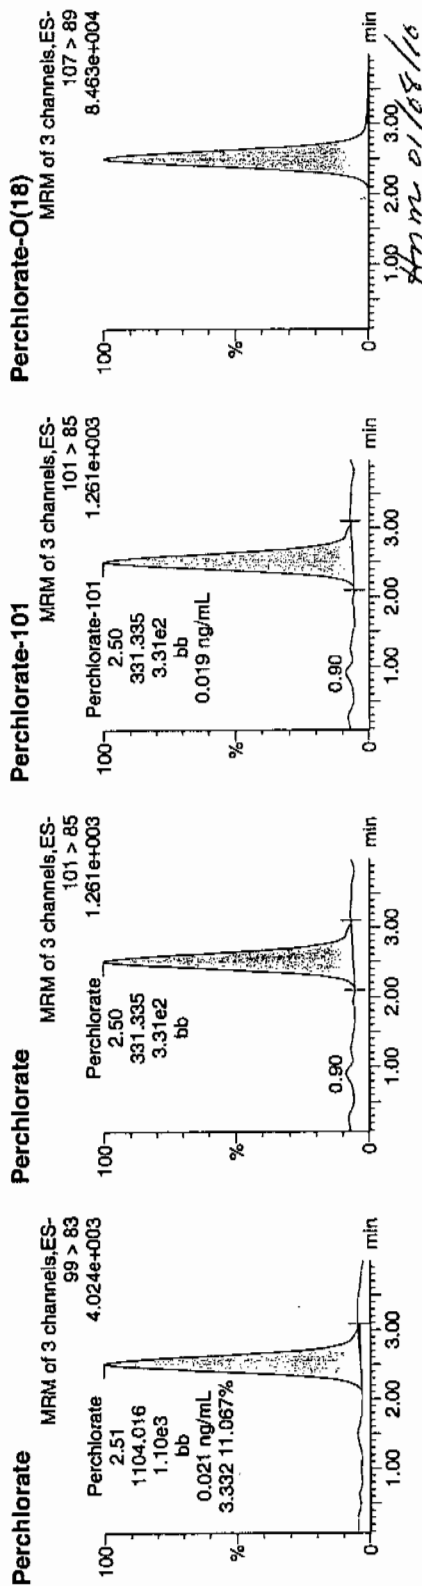 Perchlorate
MRM of 3 channels,ES-
99 > 83
4.024e+003
100
Perchlorate
2.51
1104.016
1.10e3
bb
0.021 ng/mL
3.332 11.067%
%
0
1.00
2.00
3.00
min
Perchlorate
MRM of 3 channels,ES-
101 > 85
1.261e+003
100
Perchlorate
2.50
331.335
3.31e2
bb
%
0.90
0
1.00
2.00
3.00
min
Perchlorate-101
MRM of 3 channels,ES-
101 > 85
1.261e+003
100
Perchlorate-101
2.50
331.335
3.31e2
bb
0.019 ng/mL
%
0.90
0
1.00
2.00
3.00
min
Perchlorate-O(18)
MRM of 3 channels,ES-
107 > 89
8.463e+004
100
%
0
1.00
2.00
3.00
min
01/08/10